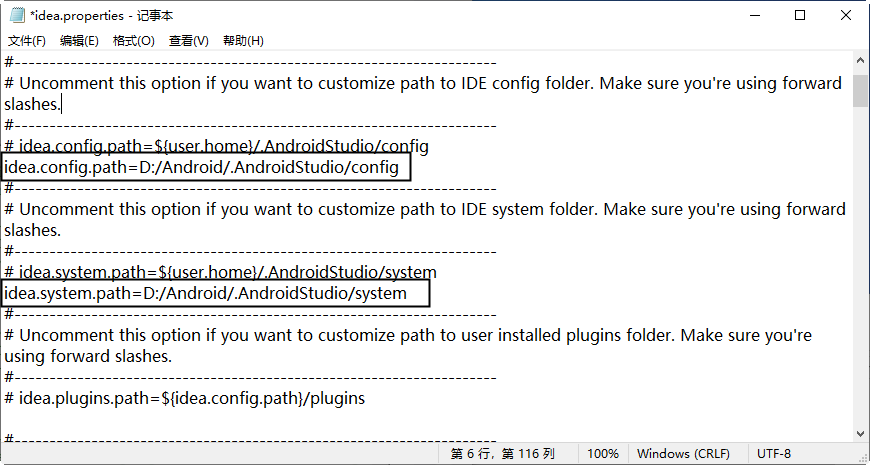 *idea.properties - 记事本
文件(F) 编辑(E) 格式(O) 查看(V) 帮助(H)
#---------------------------------------------------------------------
# Uncomment this option if you want to customize path to IDE config folder. Make sure you're using forward
slashes.
#---------------------------------------------------------------------
# idea.config.path=${user.home}/.AndroidStudio/config
idea.config.path=D:/Android/.AndroidStudio/config
#---------------------------------------------------------------------
# Uncomment this option if you want to customize path to IDE system folder. Make sure you're using forward
slashes.
#---------------------------------------------------------------------
# idea.system.path=${user.home}/.AndroidStudio/system
idea.system.path=D:/Android/.AndroidStudio/system
#---------------------------------------------------------------------
# Uncomment this option if you want to customize path to user installed plugins folder. Make sure you're
using forward slashes.
#---------------------------------------------------------------------
# idea.plugins.path=${idea.config.path}/plugins
#---------------------------------------------------------------------
第 6 行，第 116 列 100% Windows (CRLF) UTF-8